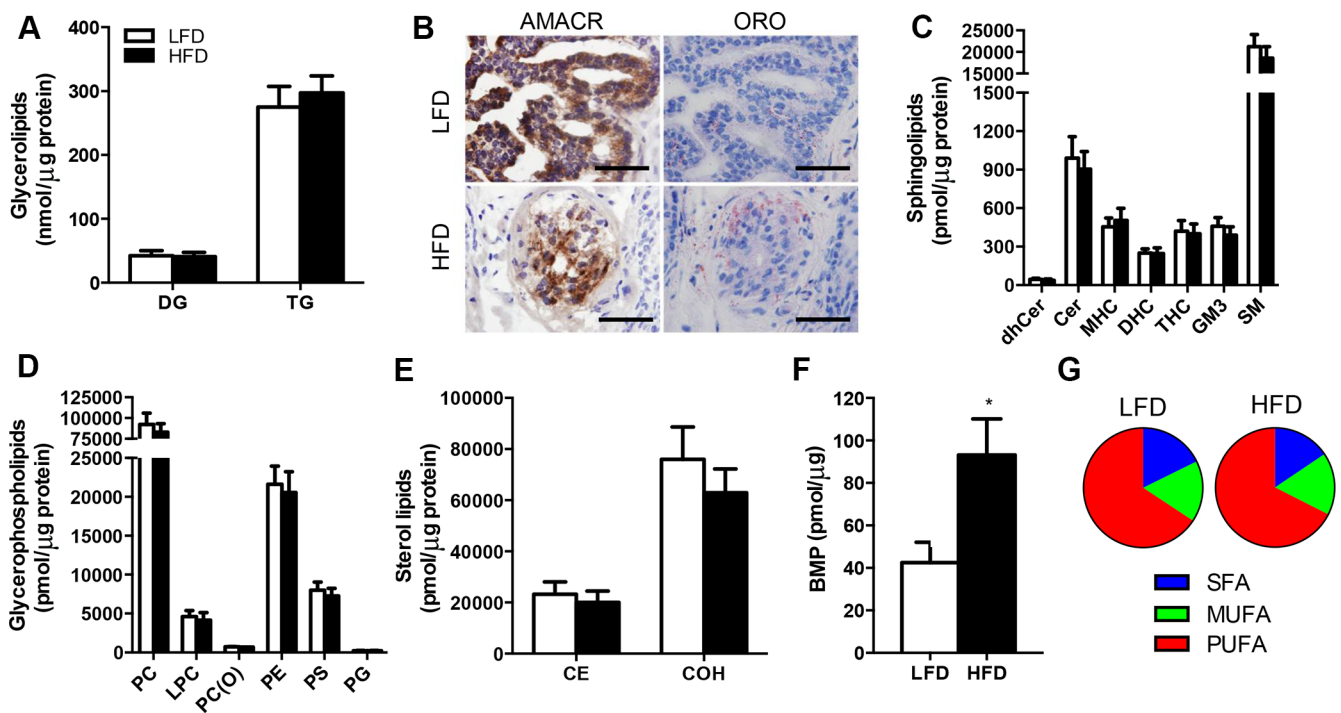 A
Glycerolipids
(nmol/μg protein)
400
300
200
100
0
LFD
HFD
DG
TG
B
AMACR
ORO
LFD
HFD
C
Sphingolipids
(pmol/μg protein)
25000
20000
15000
1500
1200
900
600
300
0
dhCer
Cer
MHC
DHC
THC
GM3
SM
D
Glycerophospholipids
(pmol/μg protein)
125000
100000
75000
25000
20000
15000
10000
5000
0
PC
LPC
PC(O)
PE
PS
PG
E
Sterol lipids
(pmol/μg protein)
100000
80000
60000
40000
20000
0
CE
COH
F
BMP (pmol/μg)
120
100
80
60
40
20
0
*
LFD
HFD
G
LFD
HFD
SFA
MUFA
PUFA